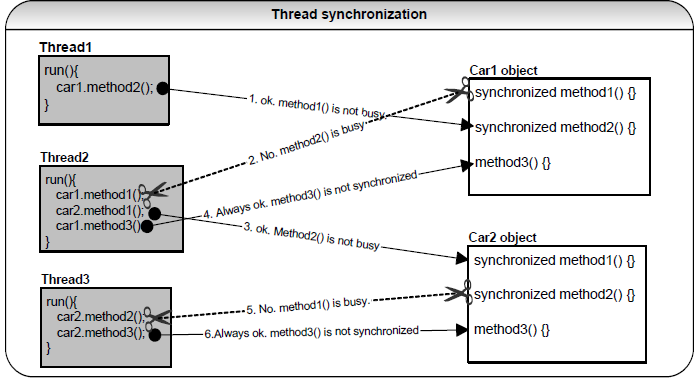 Thread synchronization
Thread1
run(){
car1.method2();
}
Thread2
run(){
car1.method1();
car2.method1();
car1.method3()
}
Thread3
run(){
car2.method2();
car2.method3();
}
1. ok. method1() is not busy
2. No. method2() is busy
4. Always ok. method3() is not synchronized
3. ok. Method2() is not busy
5. No. method1() is busy.
6.Always ok. method3() is not synchronized
Car1 object
synchronized method1() {}
synchronized method2() {}
method3() {}
Car2 object
synchronized method1() {}
synchronized method2() {}
method3() {}